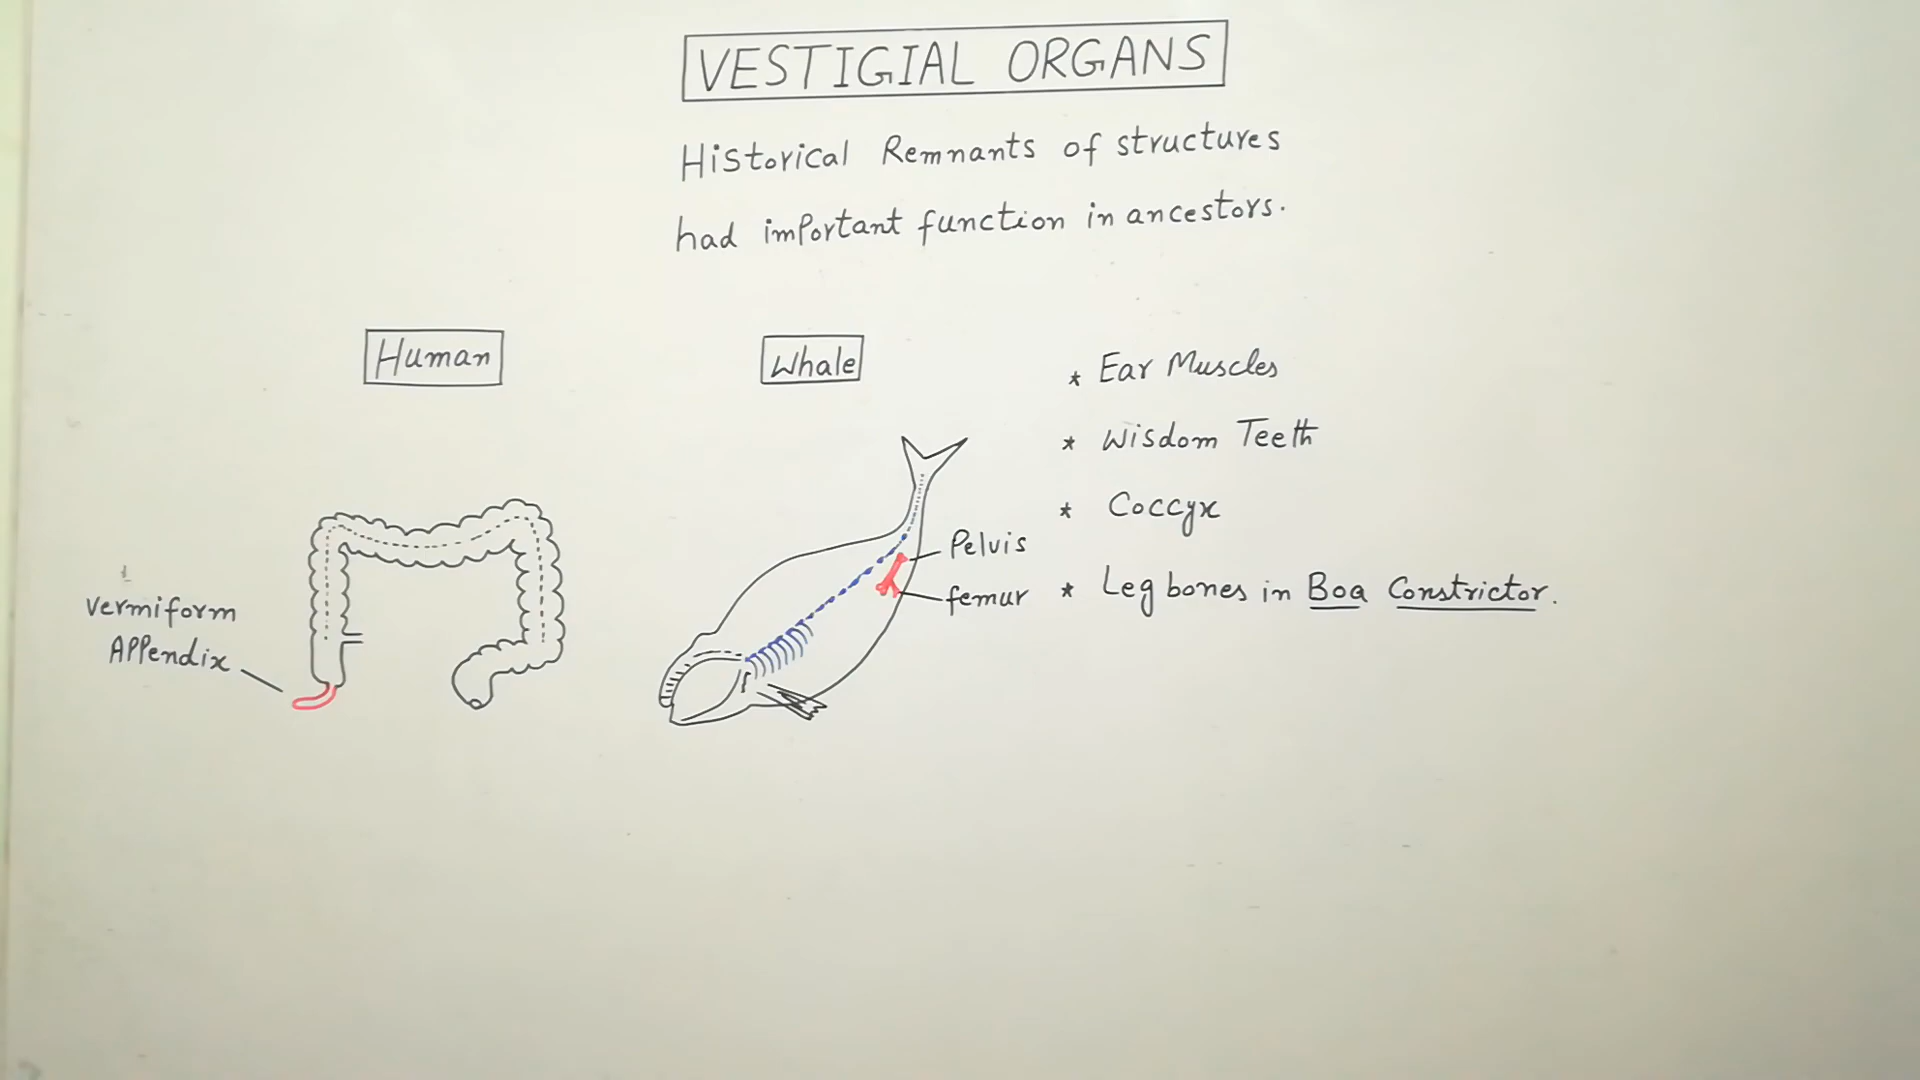 VESTIGIAL ORGANS
Historical Remnants of structures
had important function in ancestors.
Human
Vermiform
Appendix
Whale
Pelvis
femur
* Ear Muscles
* Wisdom Teeth
* Coccyx
* Leg bones in Boa Constrictor.